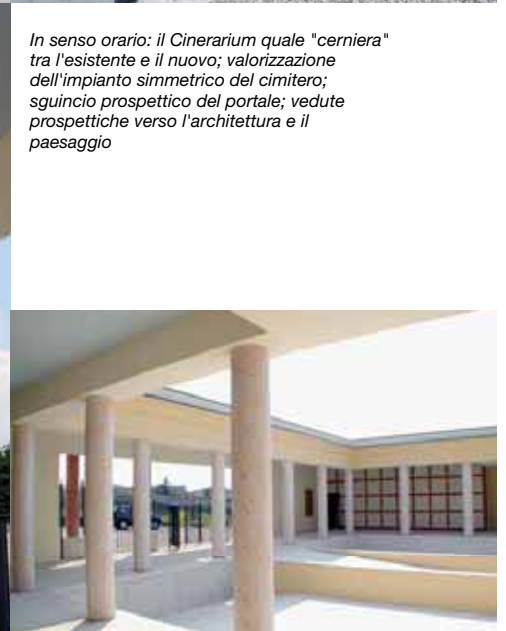 In senso orario: il Cinerarium quale "cerniera"
tra l'esistente e il nuovo; valorizzazione
dell'impianto simmetrico del cimitero;
sguincio prospettico del portale; vedute
prospettiche verso l'architettura e il
paesaggio